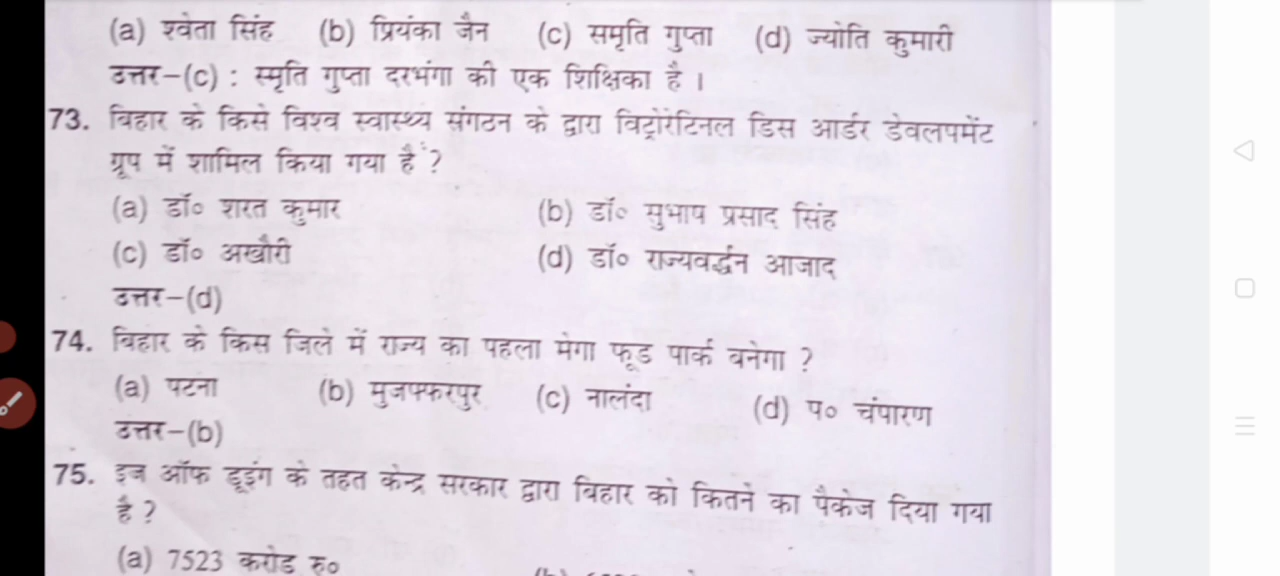 (a) श्वेता सिंह (b) प्रियंका जैन (c) समृति गुप्ता (d) ज्योति कुमारी
उत्तर–(c) : स्मृति गुप्ता दरभंगा की एक शिक्षिका है ।
73. बिहार के किसे विश्व स्वास्थ्य संगठन के द्वारा विट्रोरेंटिनल डिस आर्डर डेवलपमेंट
ग्रूप में शामिल किया गया है ?
(a) डॉ० शरत कुमार (b) डॉ० सुभाष प्रसाद सिंह
(c) डॉ० अखौरी (d) डॉ० राज्यवर्द्धन आजाद
उत्तर–(d)
74. बिहार के किस जिले में राज्य का पहला मेगा फूड पार्क बनेगा ?
(a) पटना (b) मुजफ्फरपुर (c) नालंदा (d) प० चंपारण
उत्तर–(b)
75. इज ऑफ डूइंग के तहत केन्द्र सरकार द्वारा बिहार को कितने का पैकेज दिया गया
है ?
(a) 7523 करोड रु०